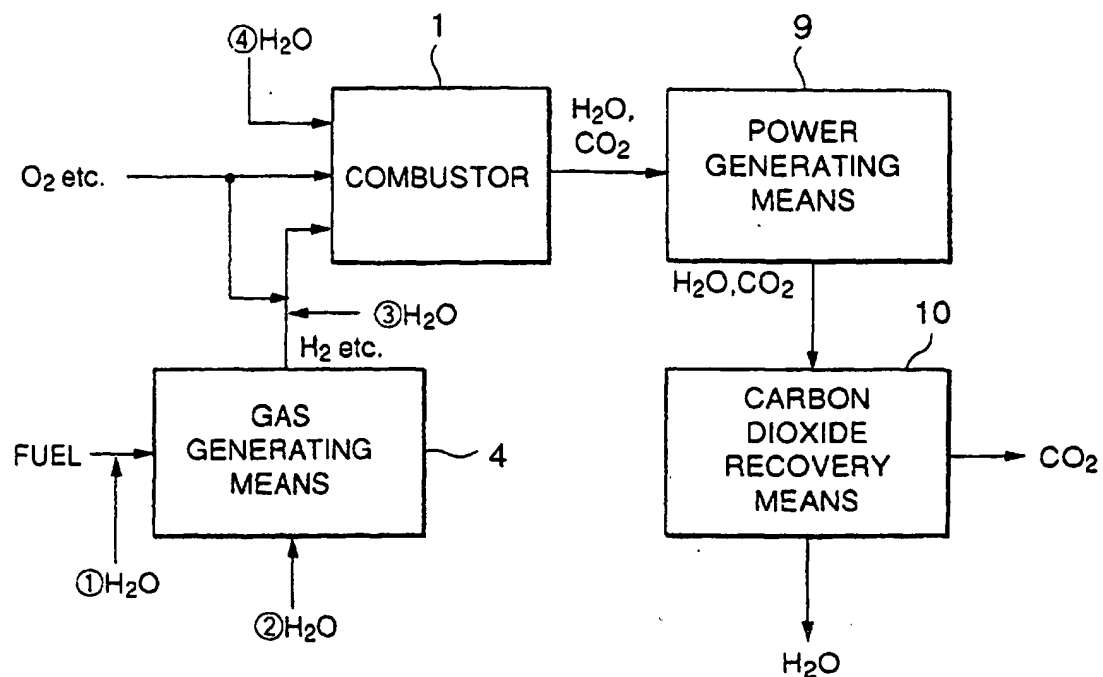 ④H₂O
1
9
O₂ etc.
COMBUSTOR
H₂O,
CO₂
POWER
GENERATING
MEANS
③H₂O
H₂ etc.
H₂O,CO₂
10
FUEL
GAS
GENERATING
MEANS
4
CARBON
DIOXIDE
RECOVERY
MEANS
CO₂
①H₂O
②H₂O
H₂O